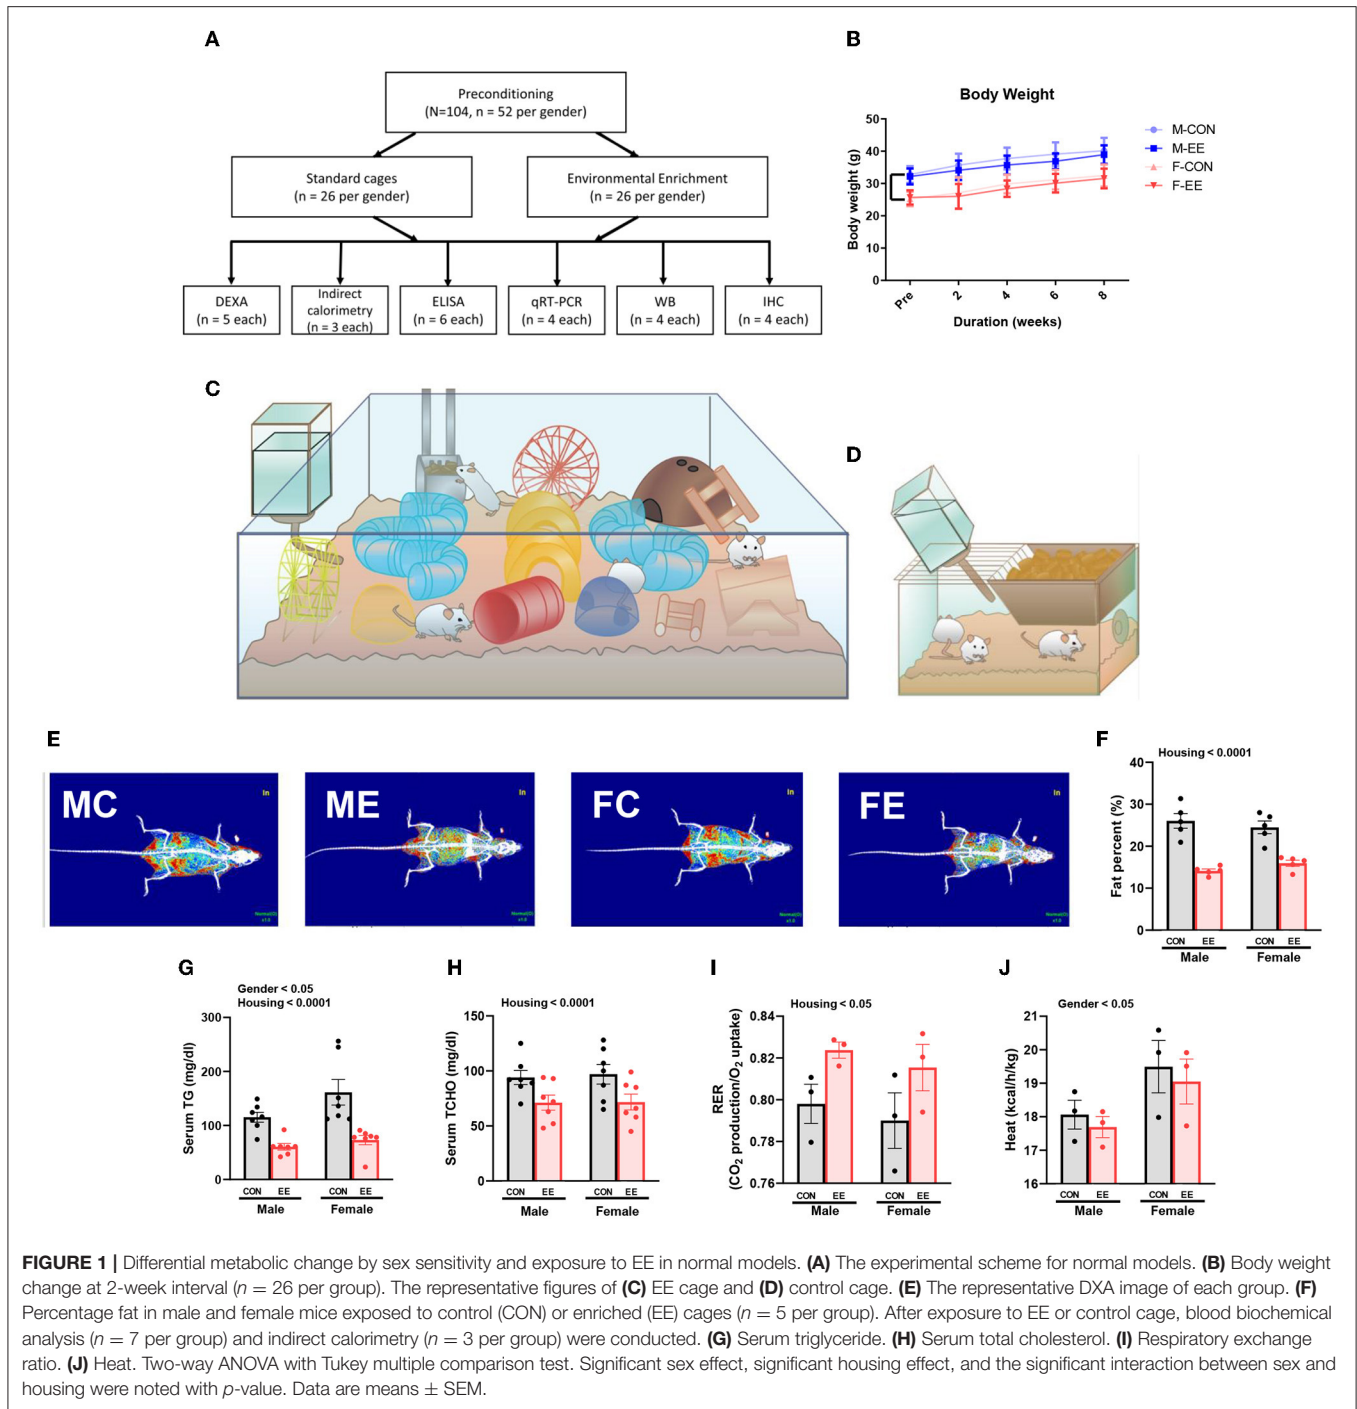 A
Preconditioning
(N=104, n = 52 per gender)
Standard cages
(n = 26 per gender)
Environmental Enrichment
(n = 26 per gender)
DEXA
(n = 5 each)
Indirect
calorimetry
(n = 3 each)
ELISA
(n = 6 each)
qRT-PCR
(n = 4 each)
WB
(n = 4 each)
IHC
(n = 4 each)
B
Body Weight
Body weight (g)
50
40
30
20
10
0
Pre
2
4
6
8
Duration (weeks)
M-CON
M-EE
F-CON
F-EE
C
D
E
MC
In
ME
In
FC
In
FE
In
F
Housing < 0.0001
Fat percent (%)
40
30
20
10
0
CON EE CON EE
Male Female
G
Gender < 0.05
Housing < 0.0001
Serum TG (mg/dl)
300
200
100
0
CON EE CON EE
Male Female
H
Housing < 0.0001
Serum TCHO (mg/dl)
150
100
50
0
CON EE CON EE
Male Female
I
Housing < 0.05
RER
(CO2 production/O2 uptake)
0.84
0.82
0.80
0.78
0.76
CON EE CON EE
Male Female
J
Gender < 0.05
Heat (kcal/h/kg)
21
20
19
18
17
16
CON EE CON EE
Male Female
FIGURE 1 | Differential metabolic change by sex sensitivity and exposure to EE in normal models. (A) The experimental scheme for normal models. (B) Body weight
change at 2-week interval (n = 26 per group). The representative figures of (C) EE cage and (D) control cage. (E) The representative DXA image of each group. (F)
Percentage fat in male and female mice exposed to control (CON) or enriched (EE) cages (n = 5 per group). After exposure to EE or control cage, blood biochemical
analysis (n = 7 per group) and indirect calorimetry (n = 3 per group) were conducted. (G) Serum triglyceride. (H) Serum total cholesterol. (I) Respiratory exchange
ratio. (J) Heat. Two-way ANOVA with Tukey multiple comparison test. Significant sex effect, significant housing effect, and the significant interaction between sex and
housing were noted with p-value. Data are means ± SEM.